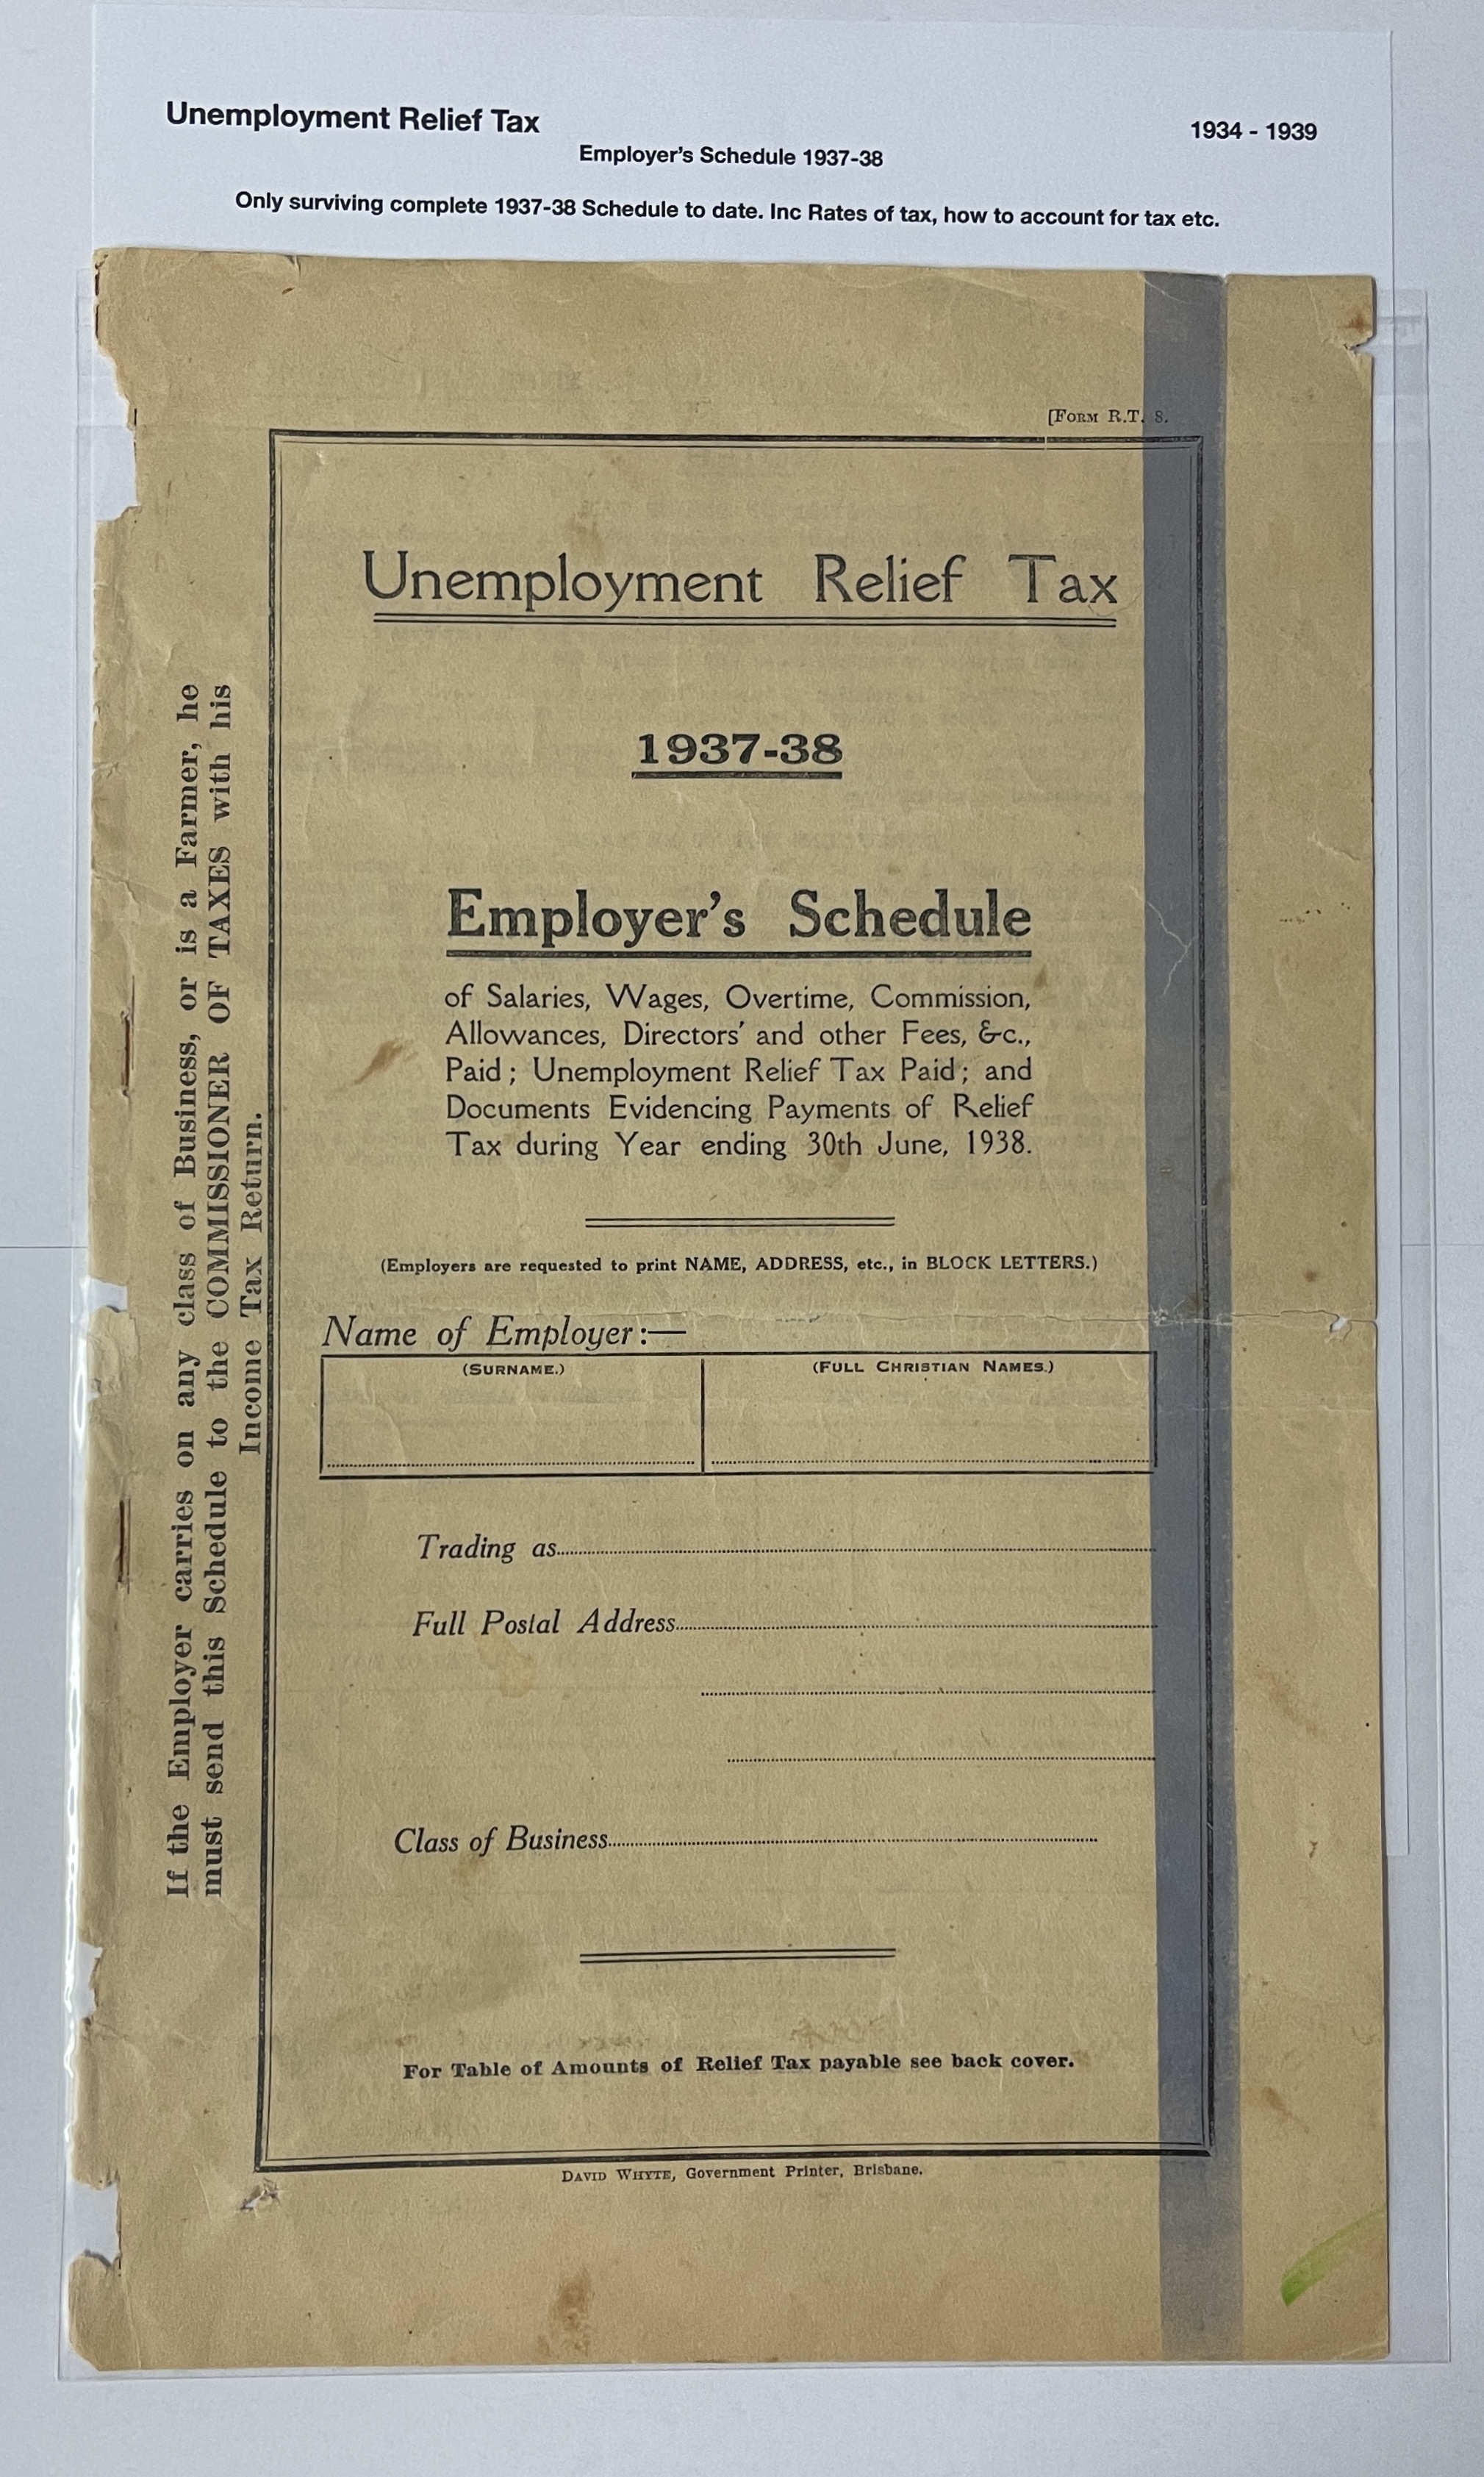 Unemployment Relief Tax
1934 - 1939
Employer's Schedule 1937-38
Only surviving complete 1937-38 Schedule to date. Inc Rates of tax, how to account for tax etc.
[Form R.T. 8.
Unemployment Relief Tax
1937-38
Employer's Schedule
of Salaries, Wages, Overtime, Commission,
Allowances, Directors' and other Fees, &c.,
Paid; Unemployment Relief Tax Paid; and
Documents Evidencing Payments of Relief
Tax during Year ending 30th June, 1938.
(Employers are requested to print NAME, ADDRESS, etc., in BLOCK LETTERS.)
Name of Employer:—
(SURNAME.)
(FULL CHRISTIAN NAMES.)
Trading as
Full Postal Address
Class of Business
For Table of Amounts of Relief Tax payable see back cover.
David Whyte, Government Printer, Brisbane.
If the Employer carries on any class of Business, or is a Farmer, he
must send this Schedule to the COMMISSIONER OF TAXES with his
Income Tax Return.